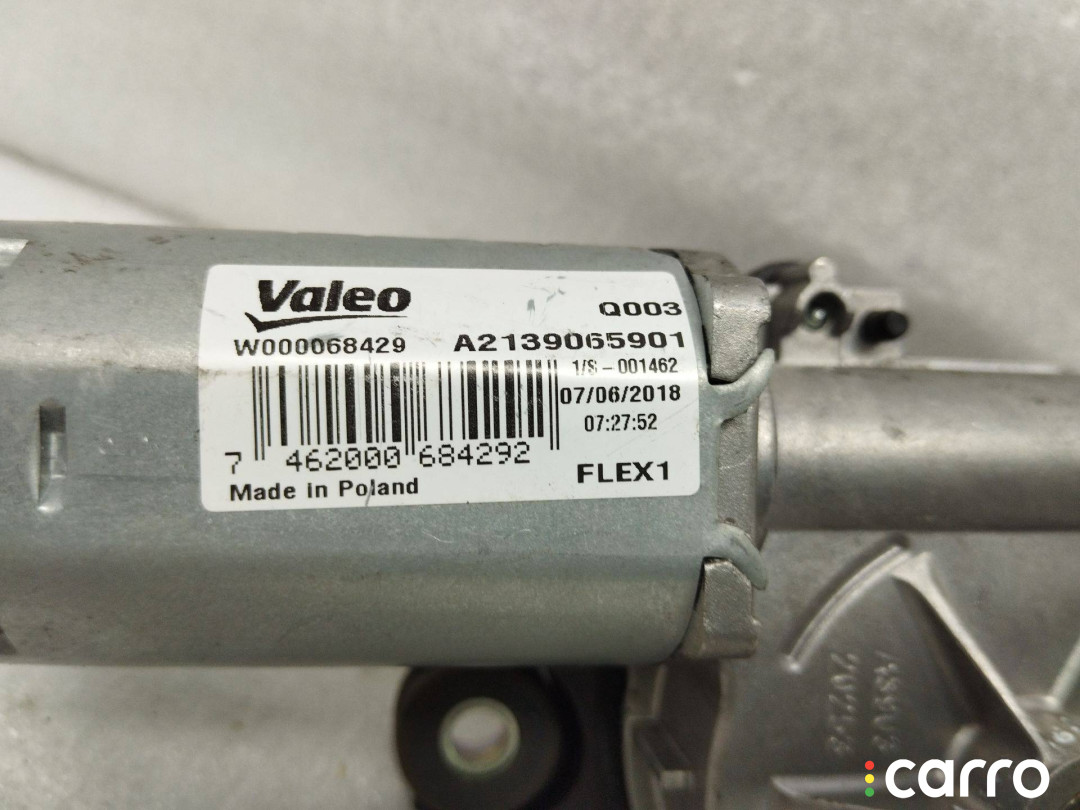 Valeo
Q003
W000068429 A2139065901
1/S - 001462
07/06/2018
07:27:52
7 462000 684292
FLEX1
Made in Poland
carro